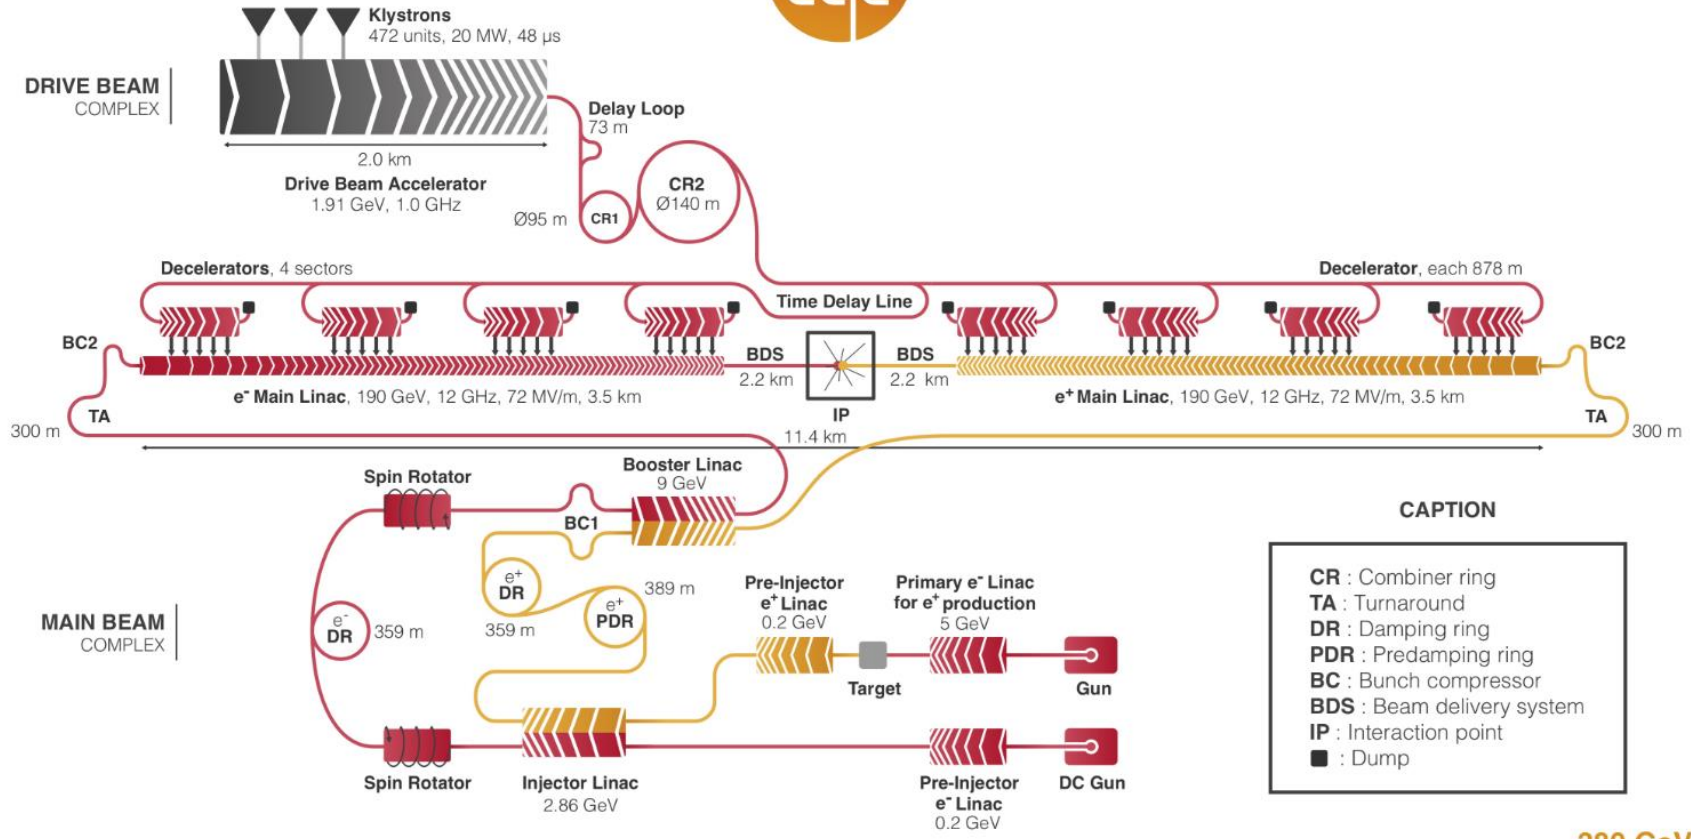 Klystrons
472 units, 20 MW, 48 µs
DRIVE BEAM
COMPLEX
Delay Loop
73 m
2.0 km
Drive Beam Accelerator
1.91 GeV, 1.0 GHz
CR2
Ø140 m
Ø95 m
CR1
Decelerators, 4 sectors
Decelerator, each 878 m
Time Delay Line
BC2
BDS
2.2 km
BDS
2.2 km
BC2
e⁻ Main Linac, 190 GeV, 12 GHz, 72 MV/m, 3.5 km
IP
e⁺ Main Linac, 190 GeV, 12 GHz, 72 MV/m, 3.5 km
TA
300 m
TA
300 m
11.4 km
Booster Linac
9 GeV
Spin Rotator
BC1
e⁺
DR
359 m
e⁺
PDR
389 m
MAIN BEAM
COMPLEX
e⁻
DR
359 m
Pre-Injector
e⁺ Linac
0.2 GeV
Primary e⁻ Linac
for e⁺ production
5 GeV
Target
Gun
Spin Rotator
Injector Linac
2.86 GeV
Pre-Injector
e⁻ Linac
0.2 GeV
DC Gun
CAPTION
CR : Combiner ring
TA : Turnaround
DR : Damping ring
PDR : Predamping ring
BC : Bunch compressor
BDS : Beam delivery system
IP : Interaction point
: Dump